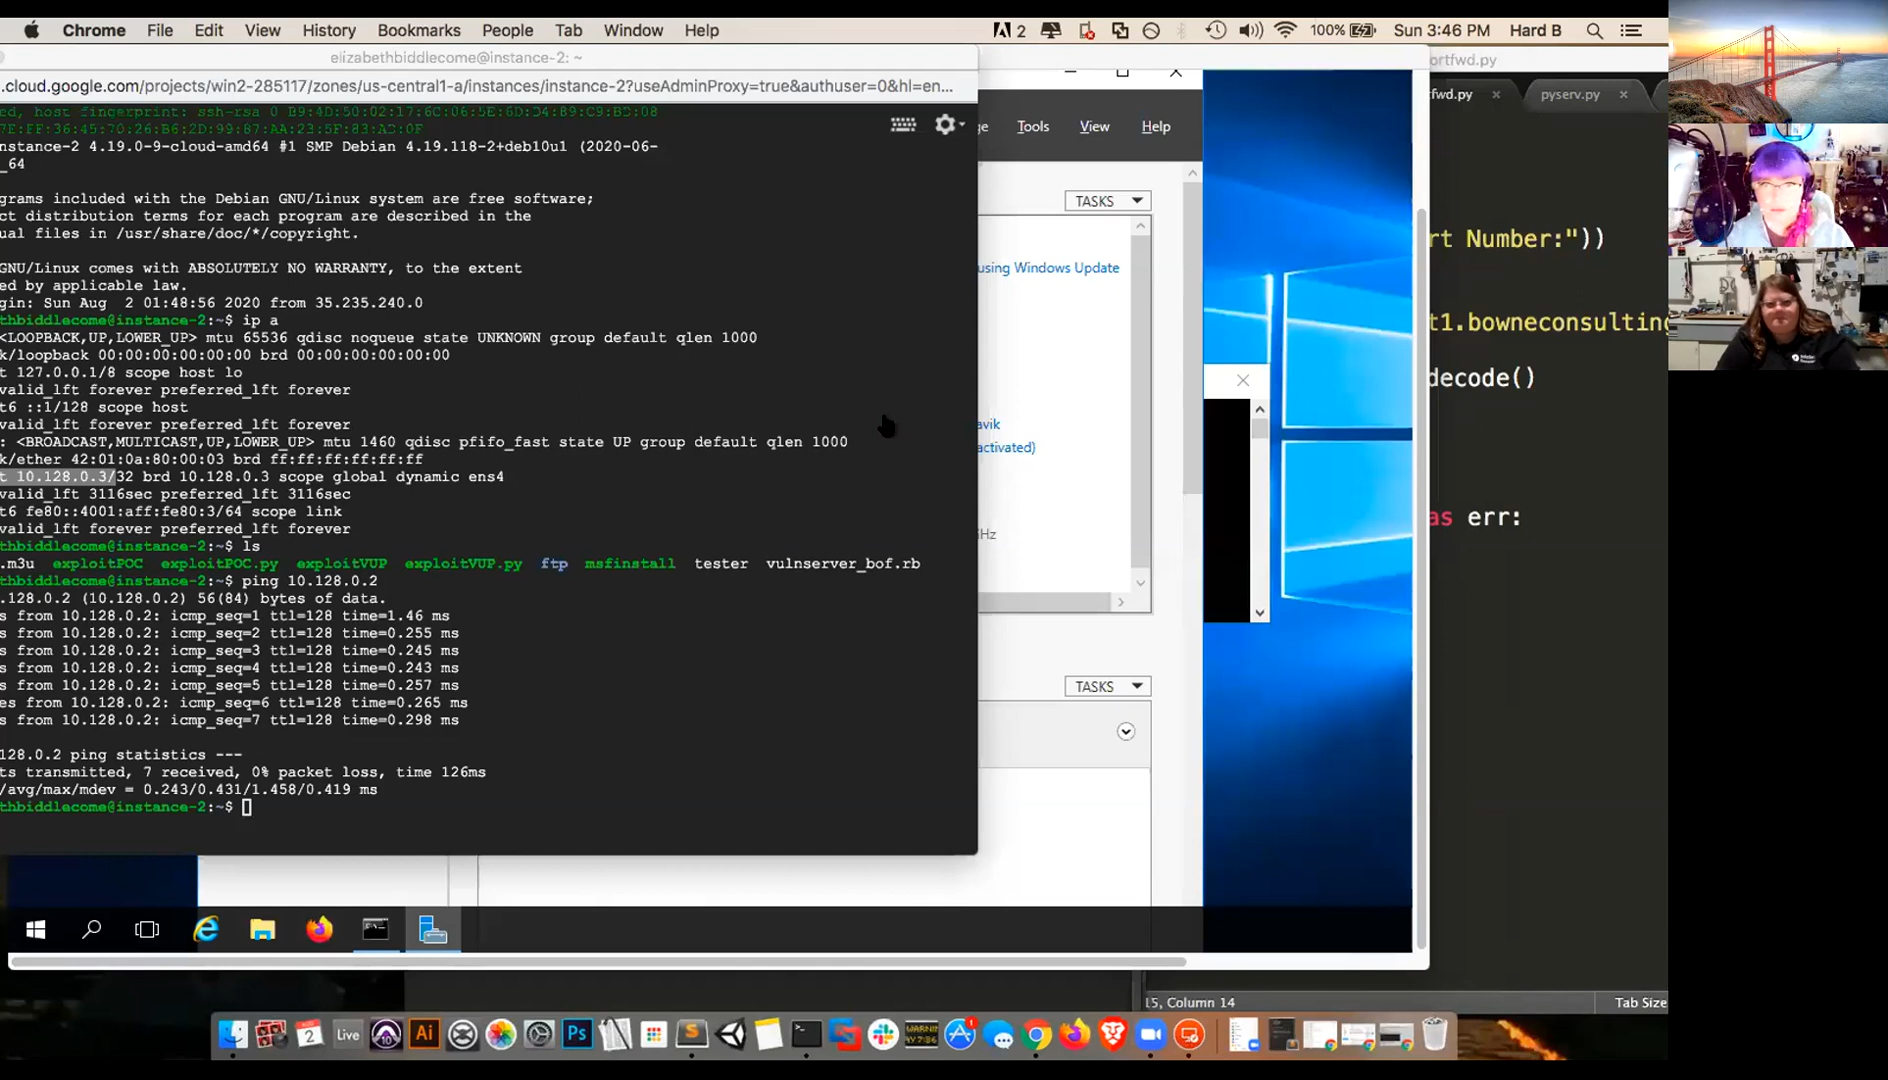 Chrome File Edit View History Bookmarks People Tab Window Help
2 100% Sun 3:46 PM Hard B
elizabethbiddlecome@instance-2: ~
.cloud.google.com/projects/win2-285117/zones/us-central1-a/instances/instance-2?useAdminProxy=true&authuser=0&hl=en...
instance-2 4.19.0-9-cloud-amd64 #1 SMP Debian 4.19.118-2+deb10u1 (2020-06-
_64
grams included with the Debian GNU/Linux system are free software;
ct distribution terms for each program are described in the
ual files in /usr/share/doc/*/copyright.
GNU/Linux comes with ABSOLUTELY NO WARRANTY, to the extent
ed by applicable law.
gin: Sun Aug  2 01:48:56 2020 from 35.235.240.0
thbiddlecome@instance-2:~$ ip a
<LOOPBACK,UP,LOWER_UP> mtu 65536 qdisc noqueue state UNKNOWN group default qlen 1000
k/loopback 00:00:00:00:00:00 brd 00:00:00:00:00:00
t 127.0.0.1/8 scope host lo
valid_lft forever preferred_lft forever
t6 ::1/128 scope host
valid_lft forever preferred_lft forever
: <BROADCAST,MULTICAST,UP,LOWER_UP> mtu 1460 qdisc pfifo_fast state UP group default qlen 1000
k/ether 42:01:0a:80:00:03 brd ff:ff:ff:ff:ff:ff
t 10.128.0.3/32 brd 10.128.0.3 scope global dynamic ens4
valid_lft 3116sec preferred_lft 3116sec
t6 fe80::4001:aff:fe80:3/64 scope link
valid_lft forever preferred_lft forever
thbiddlecome@instance-2:~$ ls
.m3u exploitPOC exploitPOC.py exploitVUP exploitVUP.py ftp msfinstall tester vulnserver_bof.rb
thbiddlecome@instance-2:~$ ping 10.128.0.2
.128.0.2 (10.128.0.2) 56(84) bytes of data.
s from 10.128.0.2: icmp_seq=1 ttl=128 time=1.46 ms
s from 10.128.0.2: icmp_seq=2 ttl=128 time=0.255 ms
s from 10.128.0.2: icmp_seq=3 ttl=128 time=0.245 ms
s from 10.128.0.2: icmp_seq=4 ttl=128 time=0.243 ms
s from 10.128.0.2: icmp_seq=5 ttl=128 time=0.257 ms
es from 10.128.0.2: icmp_seq=6 ttl=128 time=0.265 ms
s from 10.128.0.2: icmp_seq=7 ttl=128 time=0.298 ms
128.0.2 ping statistics ---
ts transmitted, 7 received, 0% packet loss, time 126ms
/avg/max/mdev = 0.243/0.431/1.458/0.419 ms
thbiddlecome@instance-2:~$
ge Tools View Help
TASKS
using Windows Update
avik
activated)
Hz
TASKS
ortfwd.py
fwd.py pyserv.py
rt Number:"))
t1.bowneconsulting
decode()
as err:
15, Column 14 Tab Size
2 Live Ai Ps